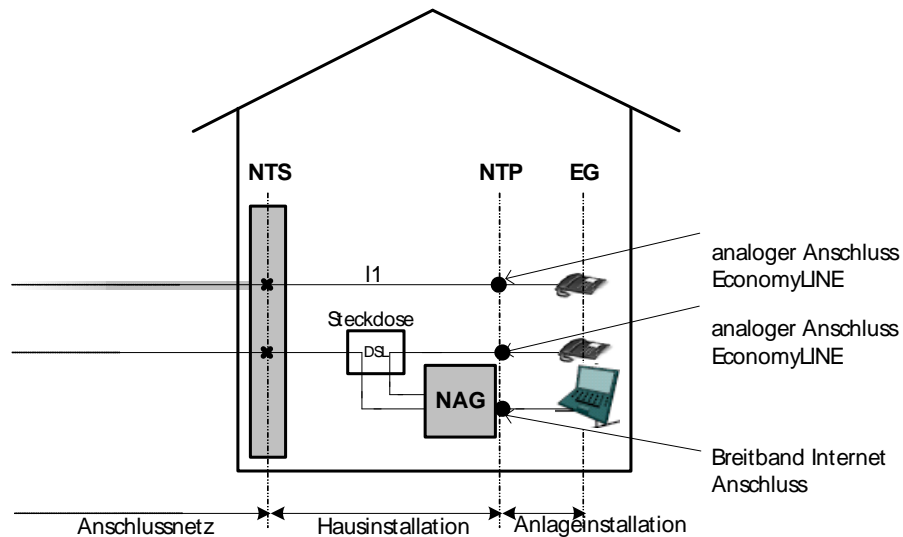 NTS NTP EG
analoger Anschluss
EconomyLINE
I1
Steckdose
DSL
analoger Anschluss
EconomyLINE
NAG
Breitband Internet
Anschluss
Anschlussnetz Hausinstallation Anlageinstallation